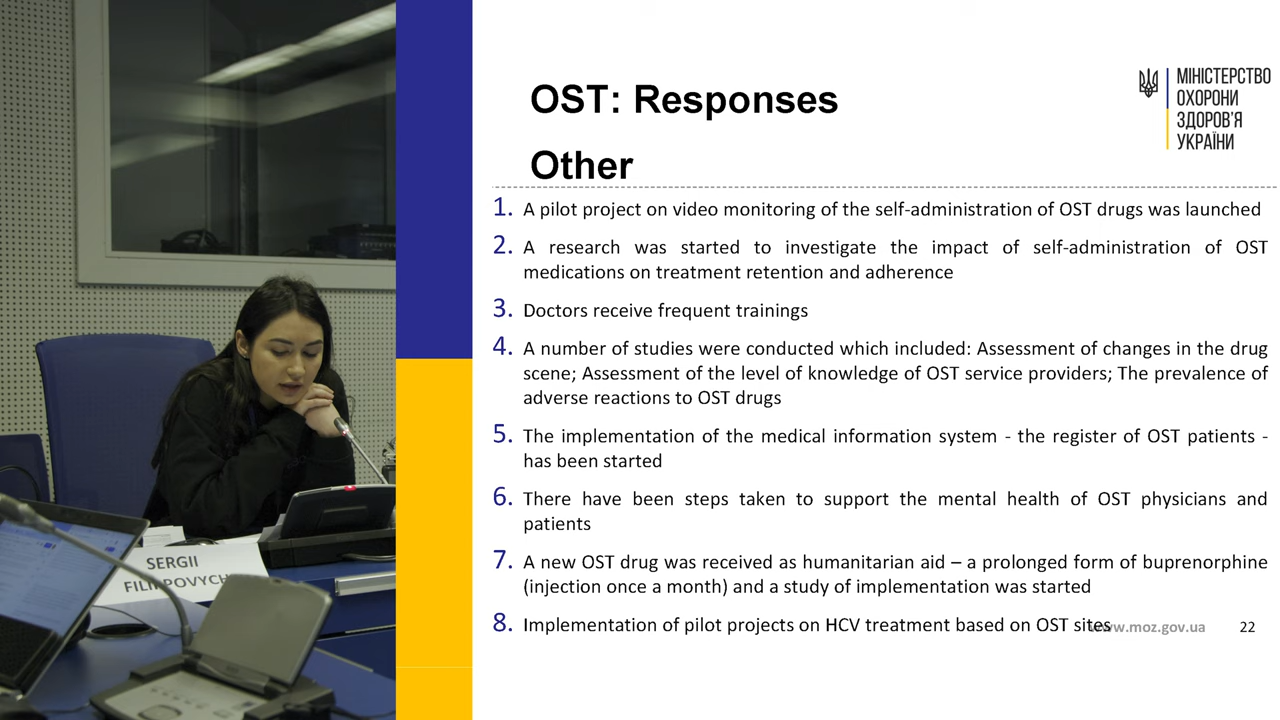 OST: Responses
Other
МІНІСТЕРСТВО
ОХОРОНИ
ЗДОРОВ'Я
УКРАЇНИ
1. A pilot project on video monitoring of the self-administration of OST drugs was launched
2. A research was started to investigate the impact of self-administration of OST
medications on treatment retention and adherence
3. Doctors receive frequent trainings
4. A number of studies were conducted which included: Assessment of changes in the drug
scene; Assessment of the level of knowledge of OST service providers; The prevalence of
adverse reactions to OST drugs
5. The implementation of the medical information system - the register of OST patients -
has been started
6. There have been steps taken to support the mental health of OST physicians and
patients
7. A new OST drug was received as humanitarian aid – a prolonged form of buprenorphine
(injection once a month) and a study of implementation was started
8. Implementation of pilot projects on HCV treatment based on OST sites
www.moz.gov.ua 22
SERGII
FILIPPOVYCH